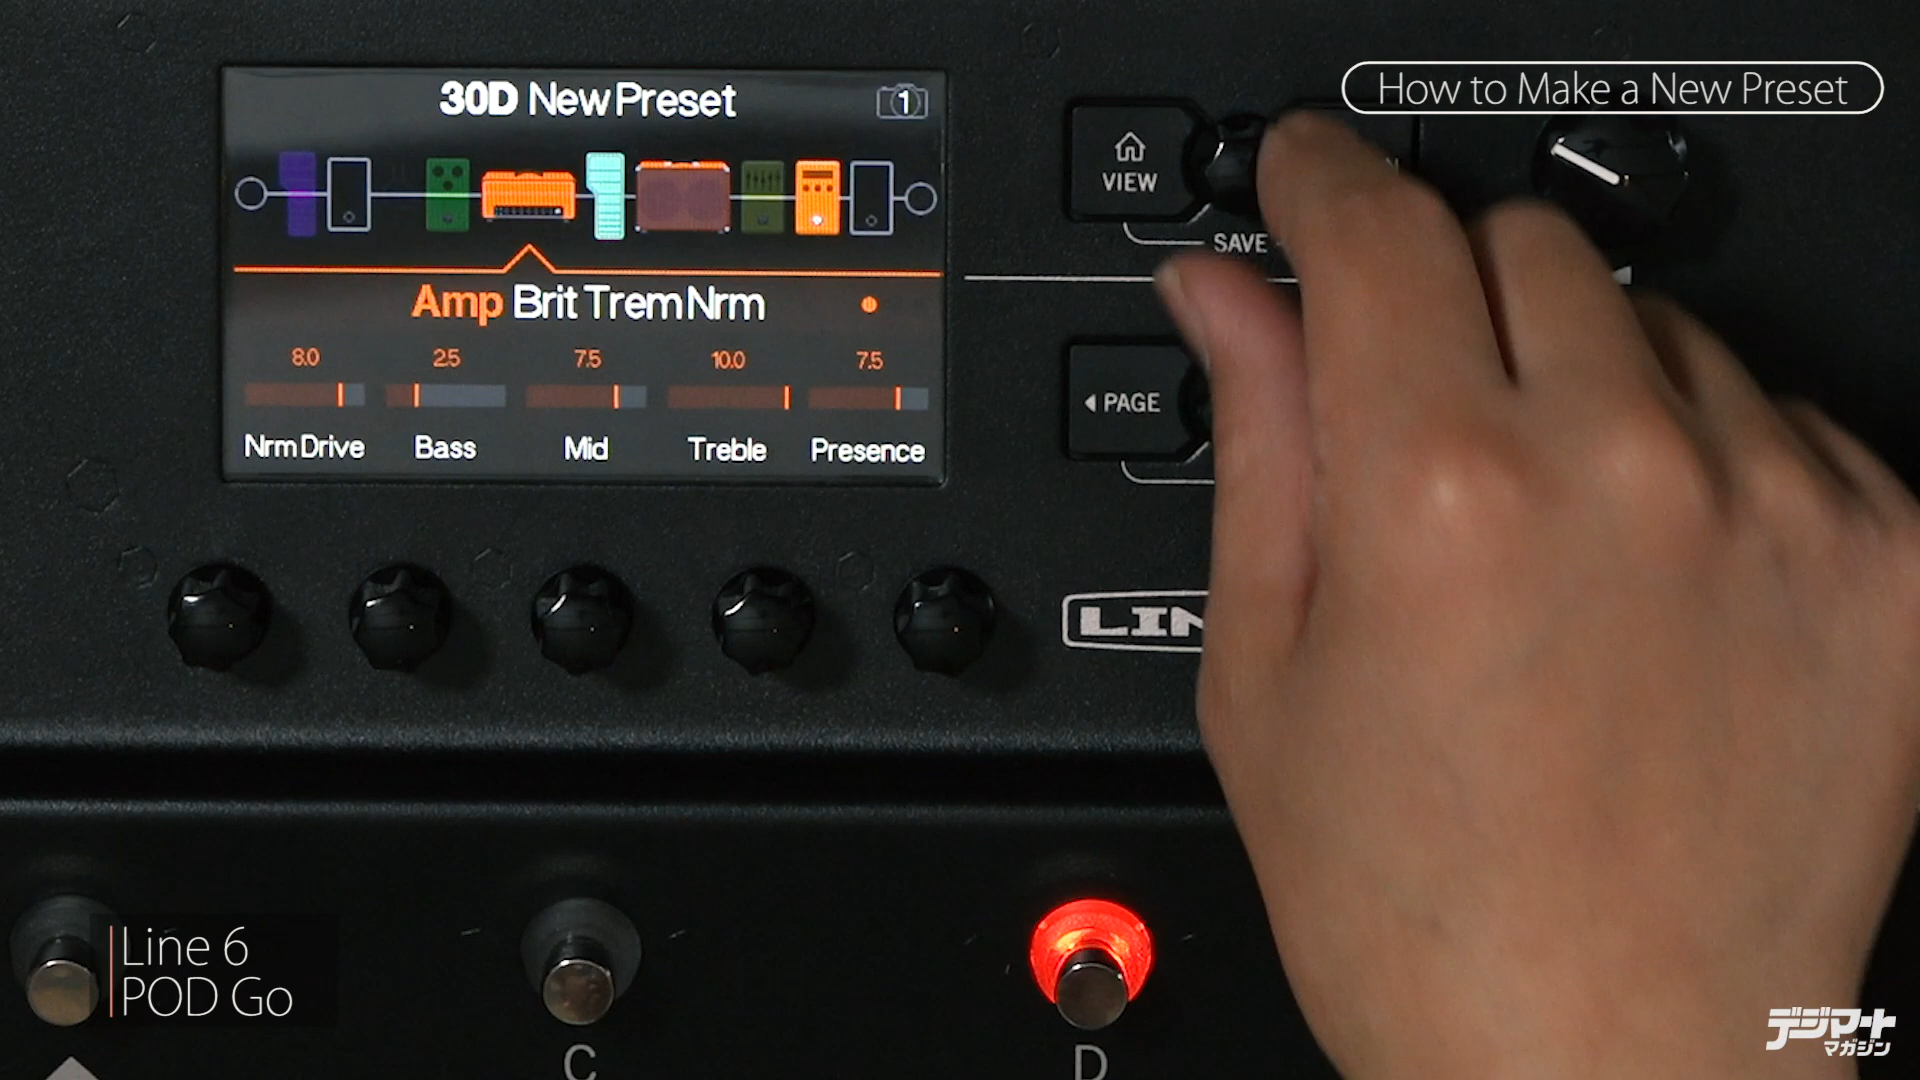 How to Make a New Preset
30D New Preset
1
VIEW
SAVE
Amp Brit Trem Nrm
8.0 2.5 7.5 10.0 7.5
Nrm Drive Bass Mid Treble Presence
PAGE
LIN
Line 6
POD Go
C
D
デジマート
マガジン